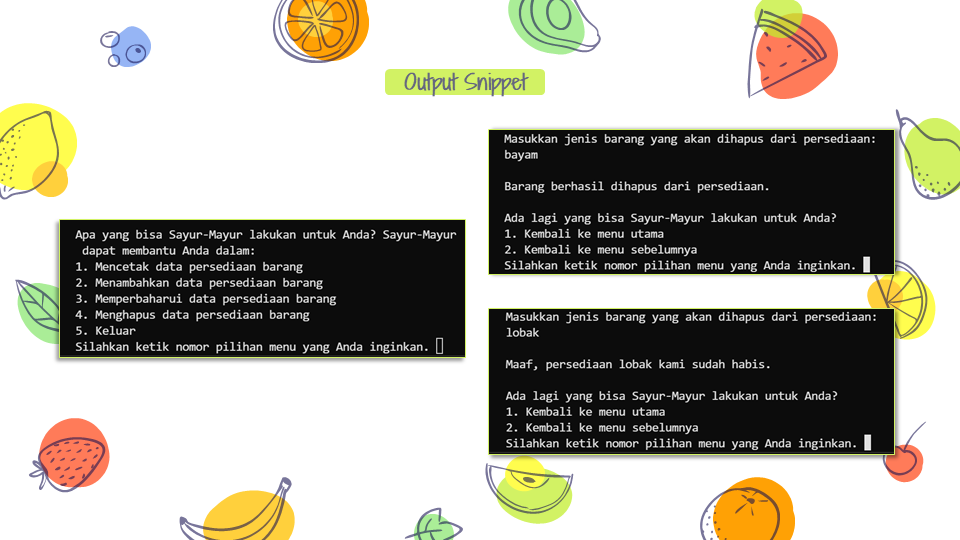 Output Snippet
Apa yang bisa Sayur-Mayur lakukan untuk Anda? Sayur-Mayur
dapat membantu Anda dalam:
1. Mencetak data persediaan barang
2. Menambahkan data persediaan barang
3. Memperbaharui data persediaan barang
4. Menghapus data persediaan barang
5. Keluar
Silahkan ketik nomor pilihan menu yang Anda inginkan.
Masukkan jenis barang yang akan dihapus dari persediaan:
bayam
Barang berhasil dihapus dari persediaan.
Ada lagi yang bisa Sayur-Mayur lakukan untuk Anda?
1. Kembali ke menu utama
2. Kembali ke menu sebelumnya
Silahkan ketik nomor pilihan menu yang Anda inginkan.
Masukkan jenis barang yang akan dihapus dari persediaan:
lobak
Maaf, persediaan lobak kami sudah habis.
Ada lagi yang bisa Sayur-Mayur lakukan untuk Anda?
1. Kembali ke menu utama
2. Kembali ke menu sebelumnya
Silahkan ketik nomor pilihan menu yang Anda inginkan.